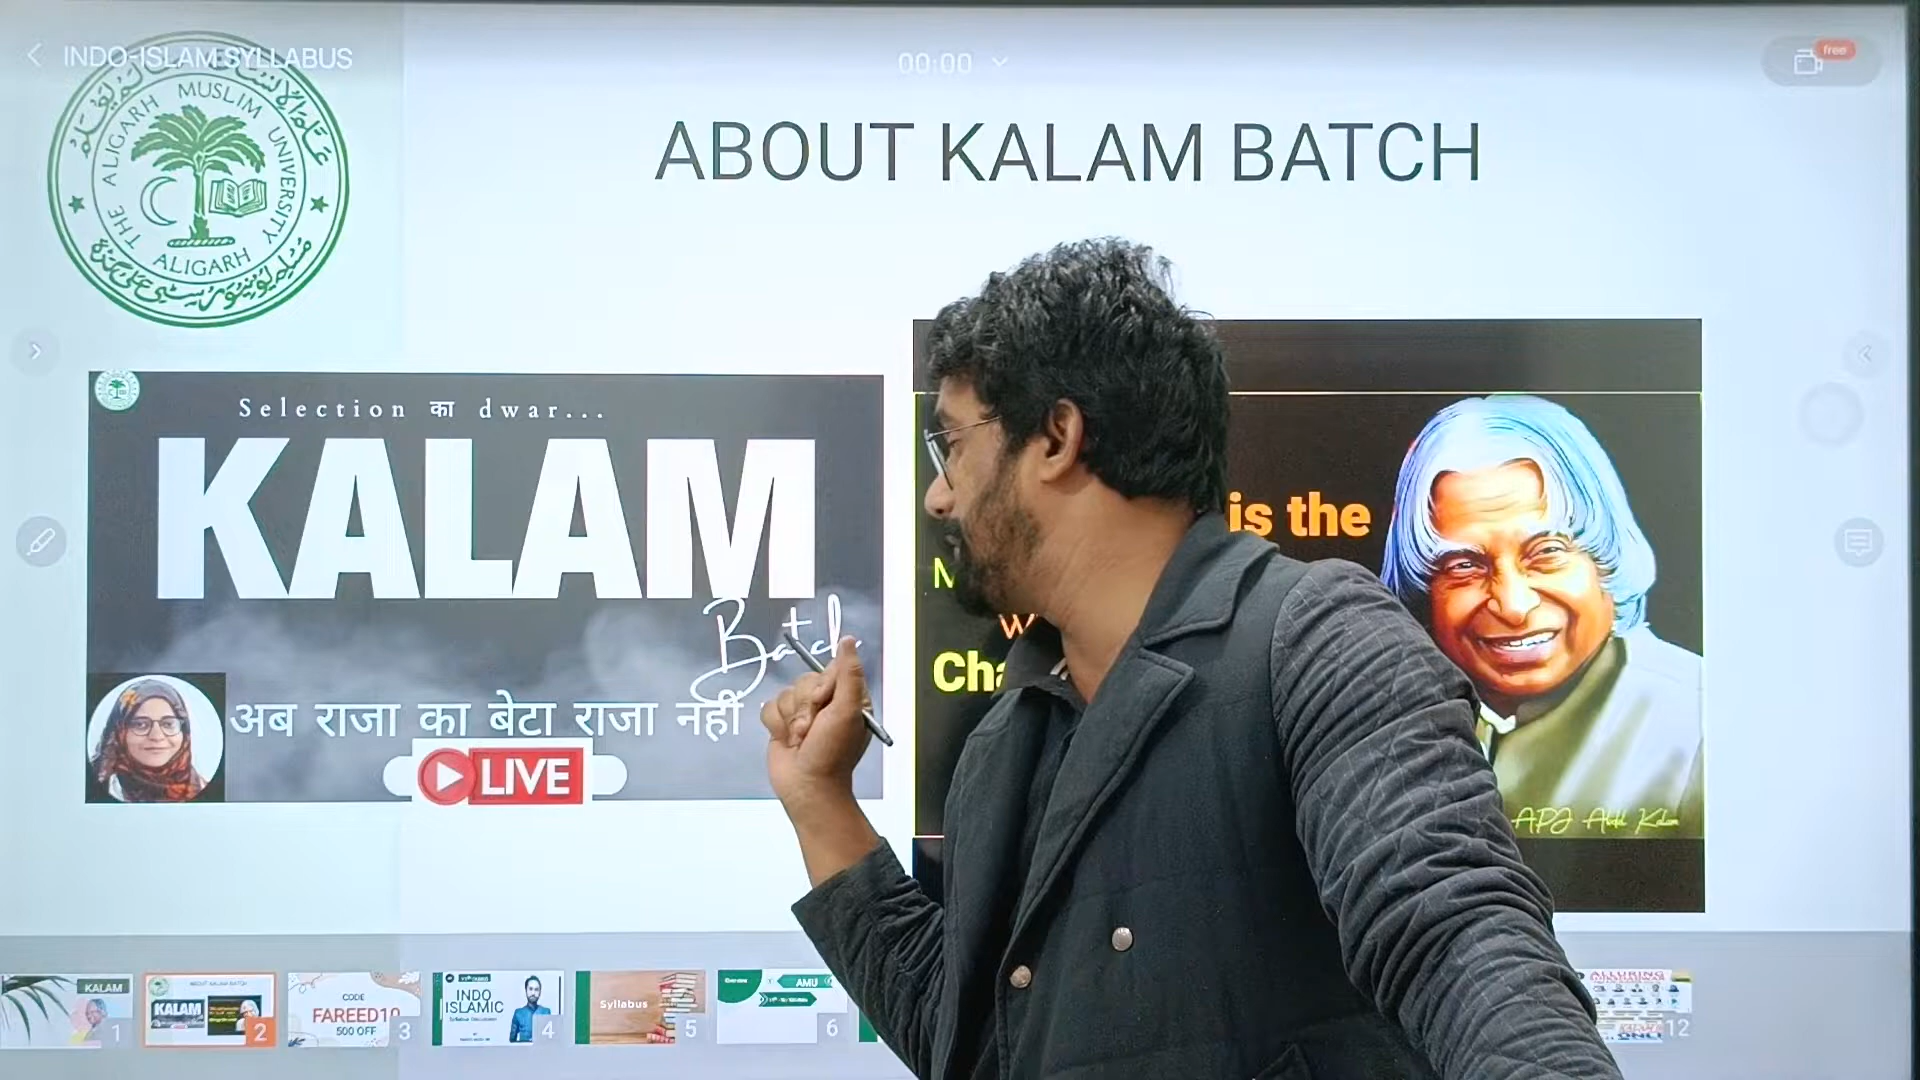 INDO-ISLAM SYLLABUS
00:00
free
THE ALIGARH MUSLIM UNIVERSITY
ALIGARH
ABOUT KALAM BATCH
Selection का dwar...
KALAM
Batch
अब राजा का बेटा राजा नहीं
LIVE
is the
APJ Abdul Kalam
KALAM
1
ABOUT KALAM BATCH
KALAM
2
CODE
FAREED10
500 OFF
3
INDO
ISLAMIC
4
Syllabus
5
Overview
AMU
6
ALLURING
12